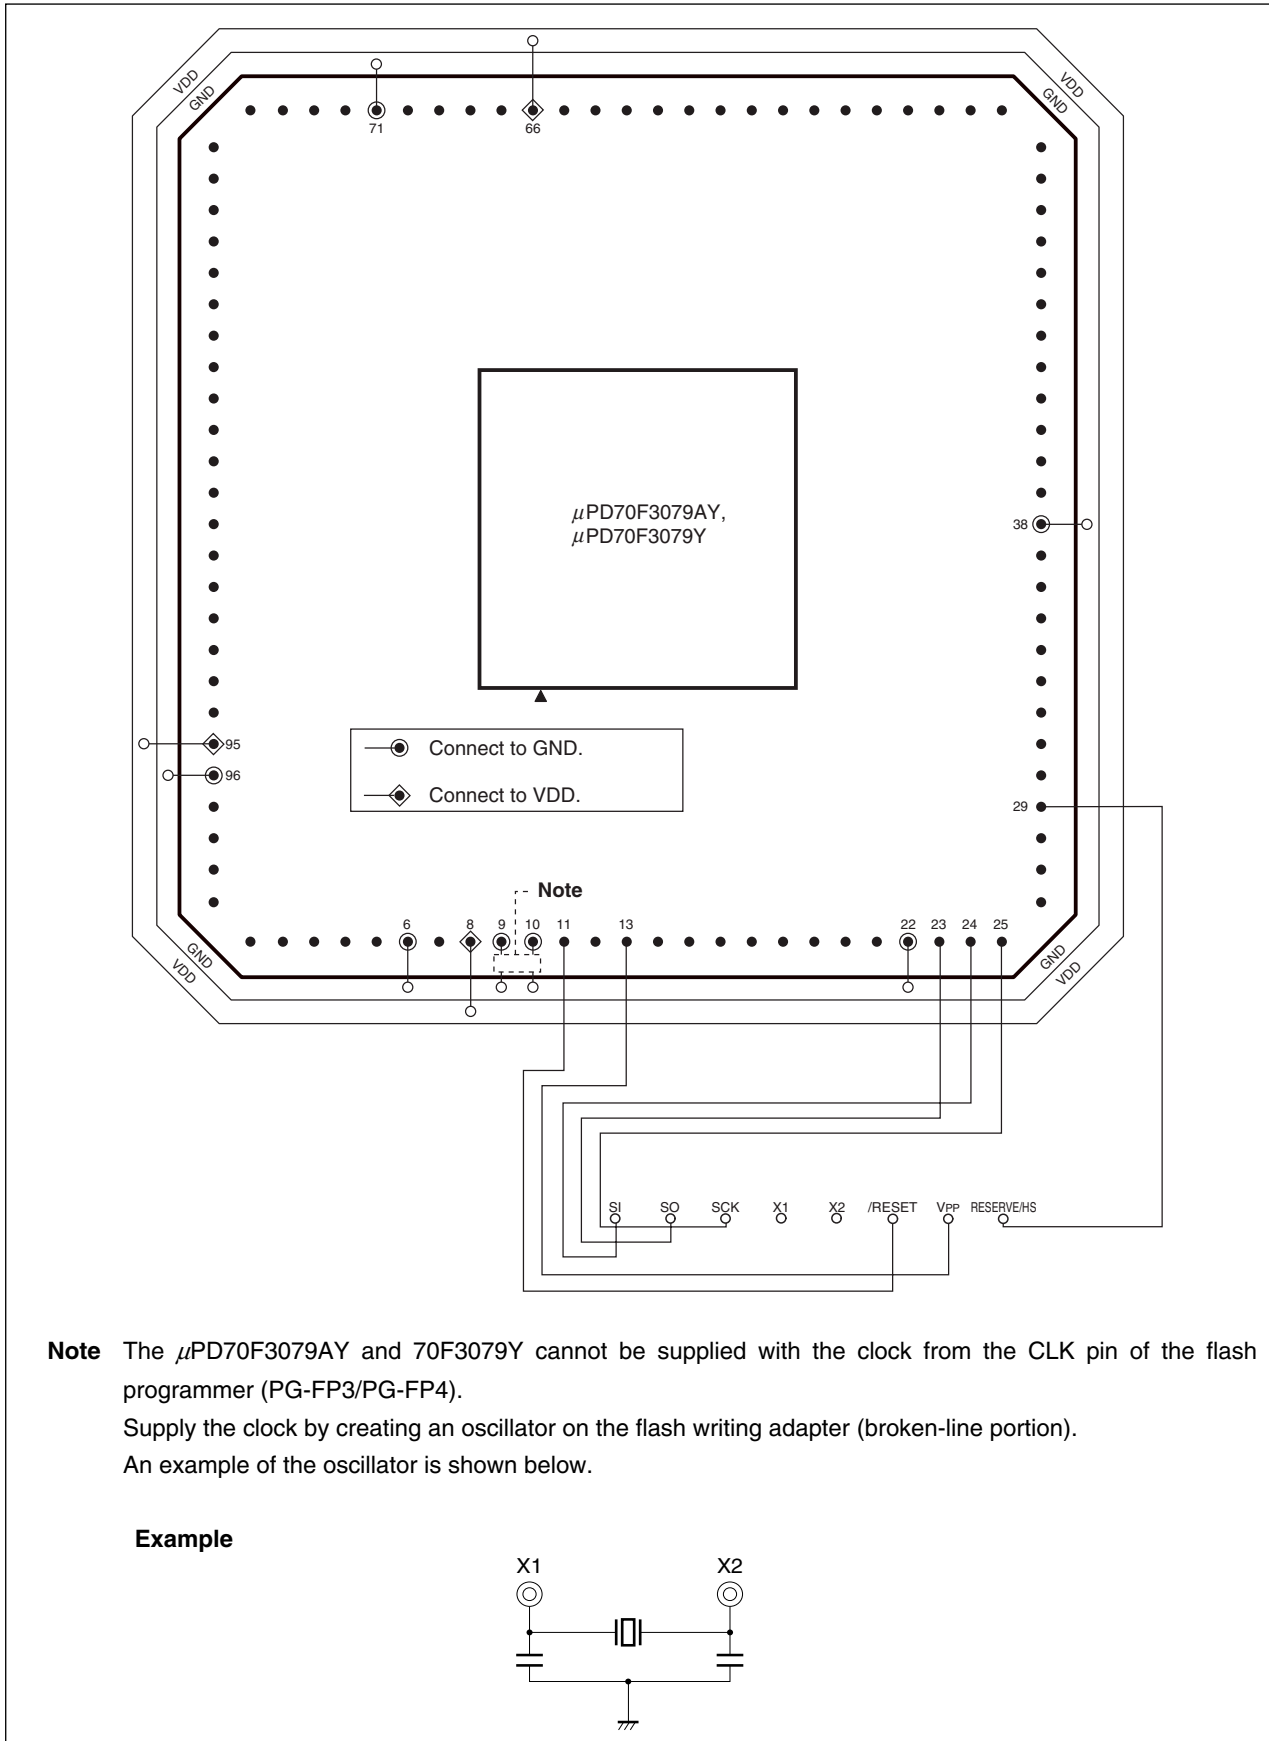 VDD
GND
VDD
GND
71
66
μPD70F3079AY,
μPD70F3079Y
38
95
96
Connect to GND.
Connect to VDD.
29
Note
6
8
9
10
11
13
22
23
24
25
GND
VDD
GND
VDD
SI
SO
SCK
X1
X2
/RESET
VPP
RESERVE/HS
Note The μPD70F3079AY and 70F3079Y cannot be supplied with the clock from the CLK pin of the flash
programmer (PG-FP3/PG-FP4).
Supply the clock by creating an oscillator on the flash writing adapter (broken-line portion).
An example of the oscillator is shown below.
Example
X1
X2